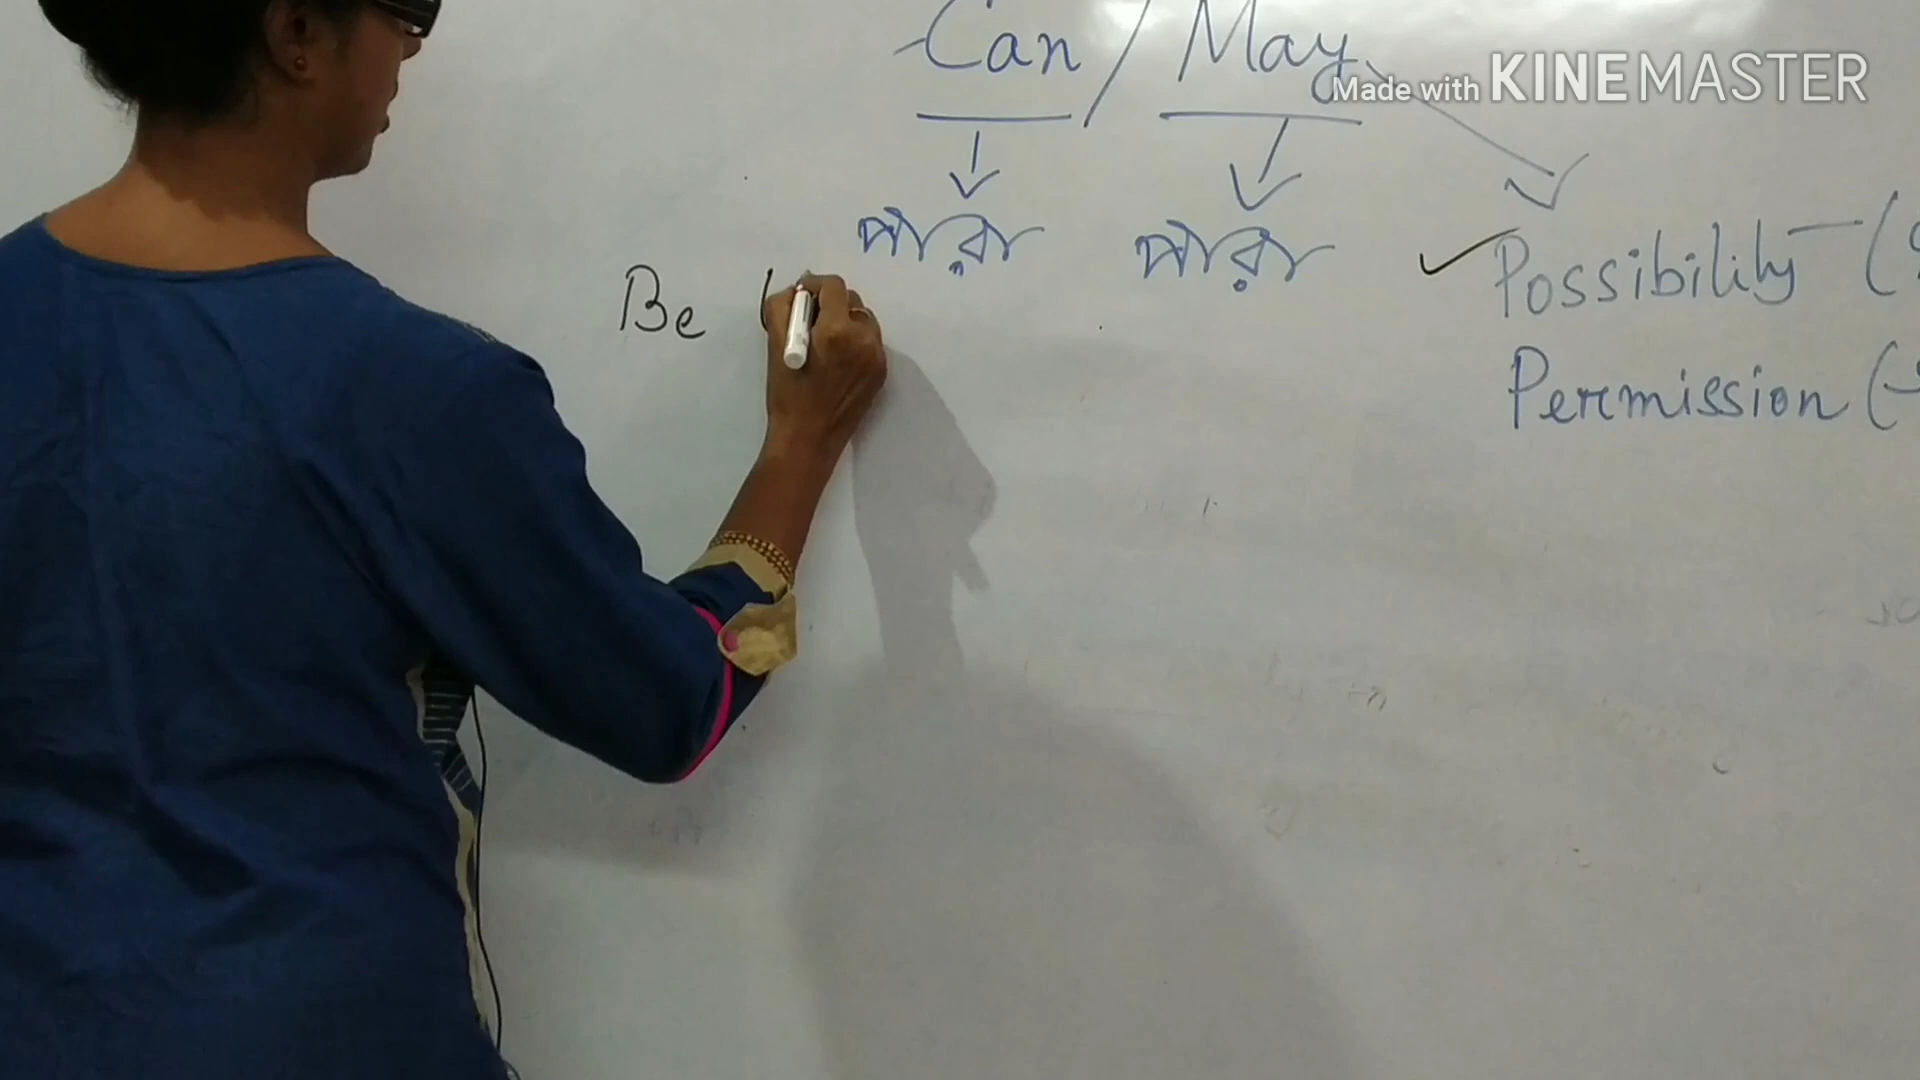 Can / May
Made with KINEMASTER
পারা পারা
Possibility (
Be
Permission (